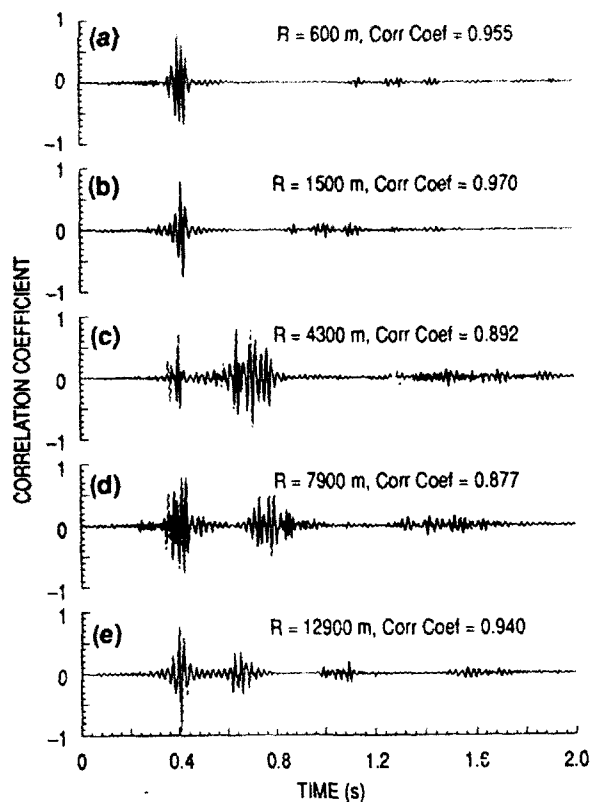 (a) R = 600 m, Corr Coef = 0.955
1
0
−1
(b) R = 1500 m, Corr Coef = 0.970
1
0
−1
(c) R = 4300 m, Corr Coef = 0.892
1
0
−1
(d) R = 7900 m, Corr Coef = 0.877
1
0
−1
(e) R = 12900 m, Corr Coef = 0.940
1
0
−1
CORRELATION COEFFICIENT
0 0.4 0.8 1.2 1.6 2.0
TIME (s)